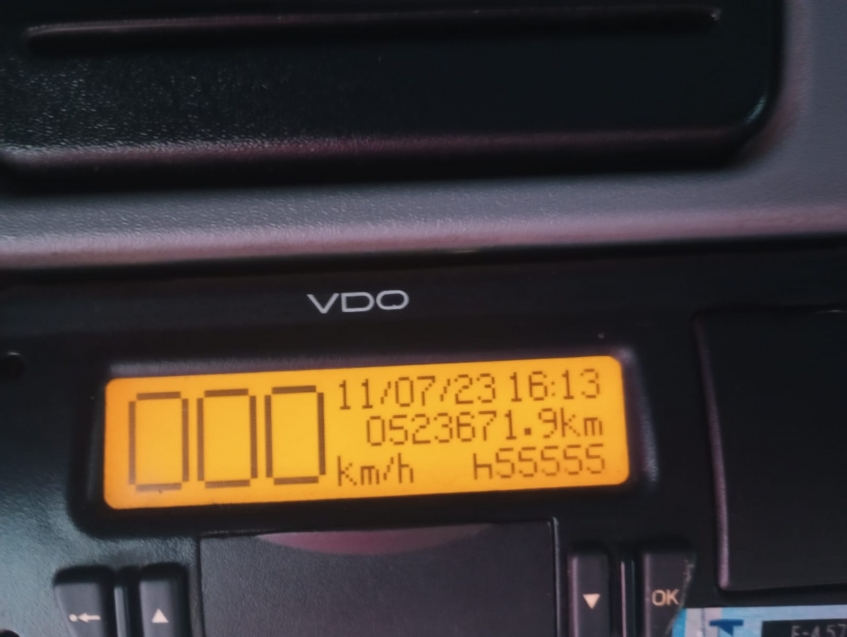 VDO
000
11/07/23 16:13
0523671.9km
km/h h55555
OK